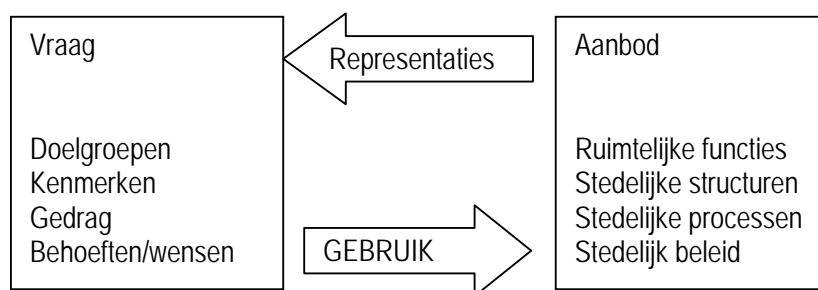 Vraag
Doelgroepen
Kenmerken
Gedrag
Behoeften/wensen
Representaties
GEBRUIK
Aanbod
Ruimtelijke functies
Stedelijke structuren
Stedelijke processen
Stedelijk beleid